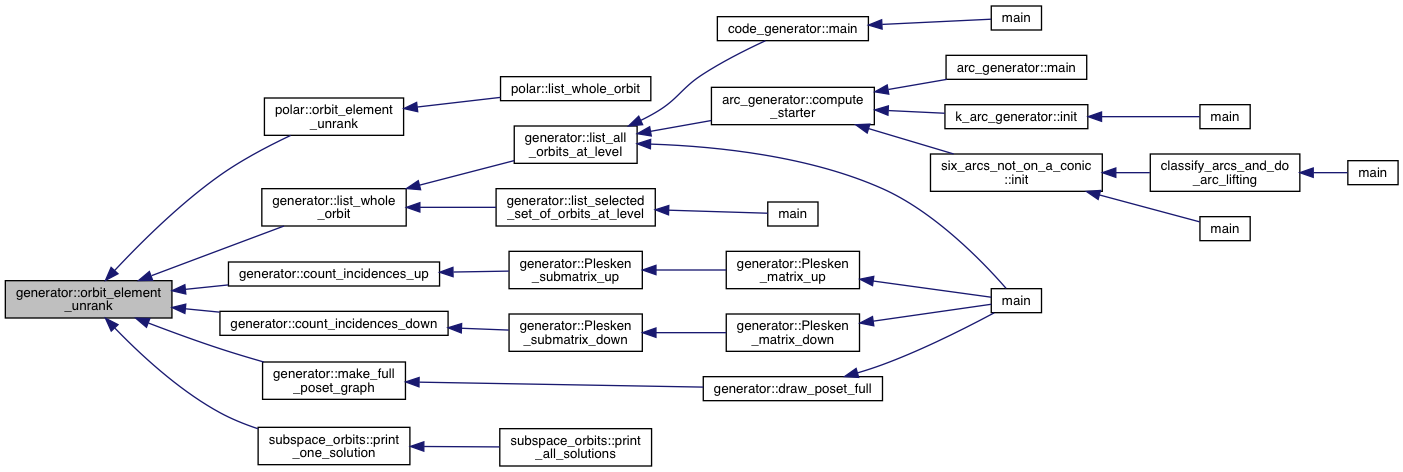 code_generator::main
main
polar::list_whole_orbit
arc_generator::main
polar::orbit_element
_unrank
arc_generator::compute
_starter
k_arc_generator::init
main
generator::list_all
_orbits_at_level
six_arcs_not_on_a_conic
::init
classify_arcs_and_do
_arc_lifting
main
generator::list_whole
_orbit
generator::list_selected
_set_of_orbits_at_level
main
main
generator::orbit_element
_unrank
generator::count_incidences_up
generator::Plesken
_submatrix_up
generator::Plesken
_matrix_up
main
generator::count_incidences_down
generator::Plesken
_submatrix_down
generator::Plesken
_matrix_down
generator::make_full
_poset_graph
generator::draw_poset_full
subspace_orbits::print
_one_solution
subspace_orbits::print
_all_solutions